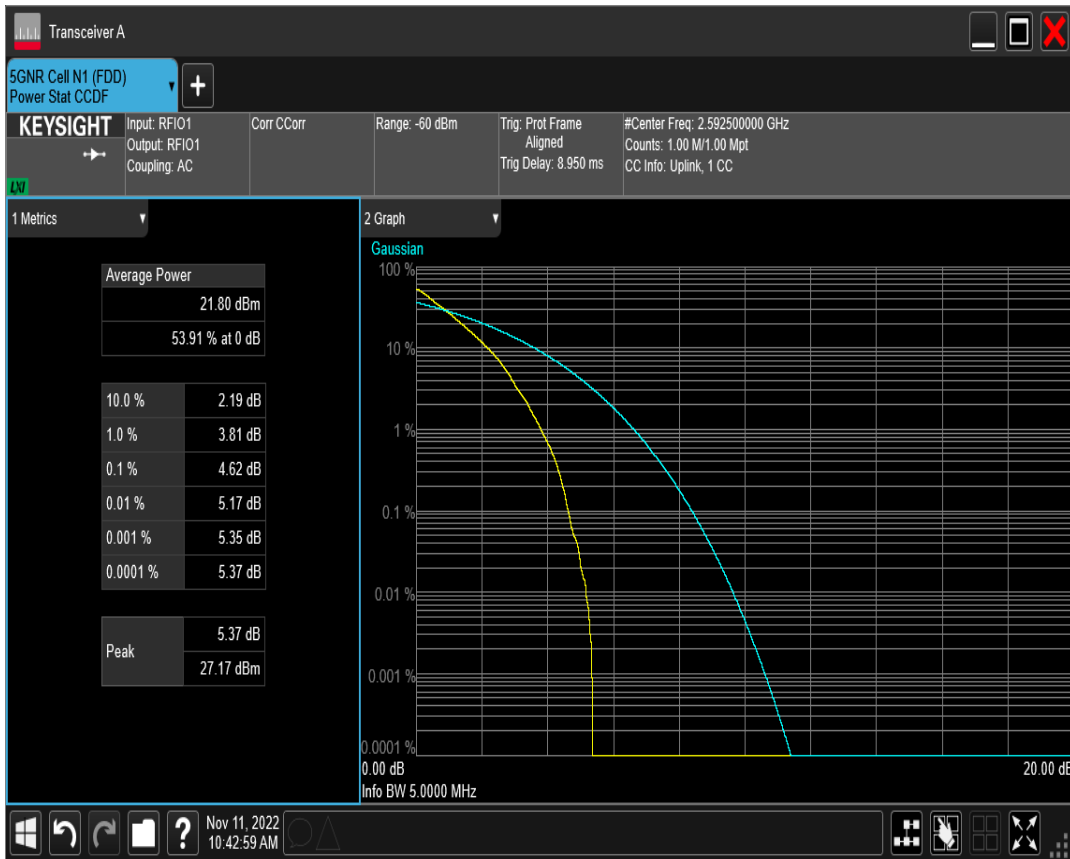 Transceiver A
5GNR Cell N1 (FDD)
Power Stat CCDF
+
KEYSIGHT
LXI
Input: RFIO1
Output: RFIO1
Coupling: AC
Corr CCorr
Range: -60 dBm
Trig: Prot Frame
Aligned
Trig Delay: 8.950 ms
#Center Freq: 2.592500000 GHz
Counts: 1.00 M/1.00 Mpt
CC Info: Uplink, 1 CC
1 Metrics
Average Power
21.80 dBm
53.91 % at 0 dB
10.0 % 2.19 dB
1.0 % 3.81 dB
0.1 % 4.62 dB
0.01 % 5.17 dB
0.001 % 5.35 dB
0.0001 % 5.37 dB
Peak 5.37 dB
27.17 dBm
2 Graph
Gaussian
100 %
10 %
1 %
0.1 %
0.01 %
0.001 %
0.0001 %
0.00 dB 20.00 dB
Info BW 5.0000 MHz
?
Nov 11, 2022
10:42:59 AM